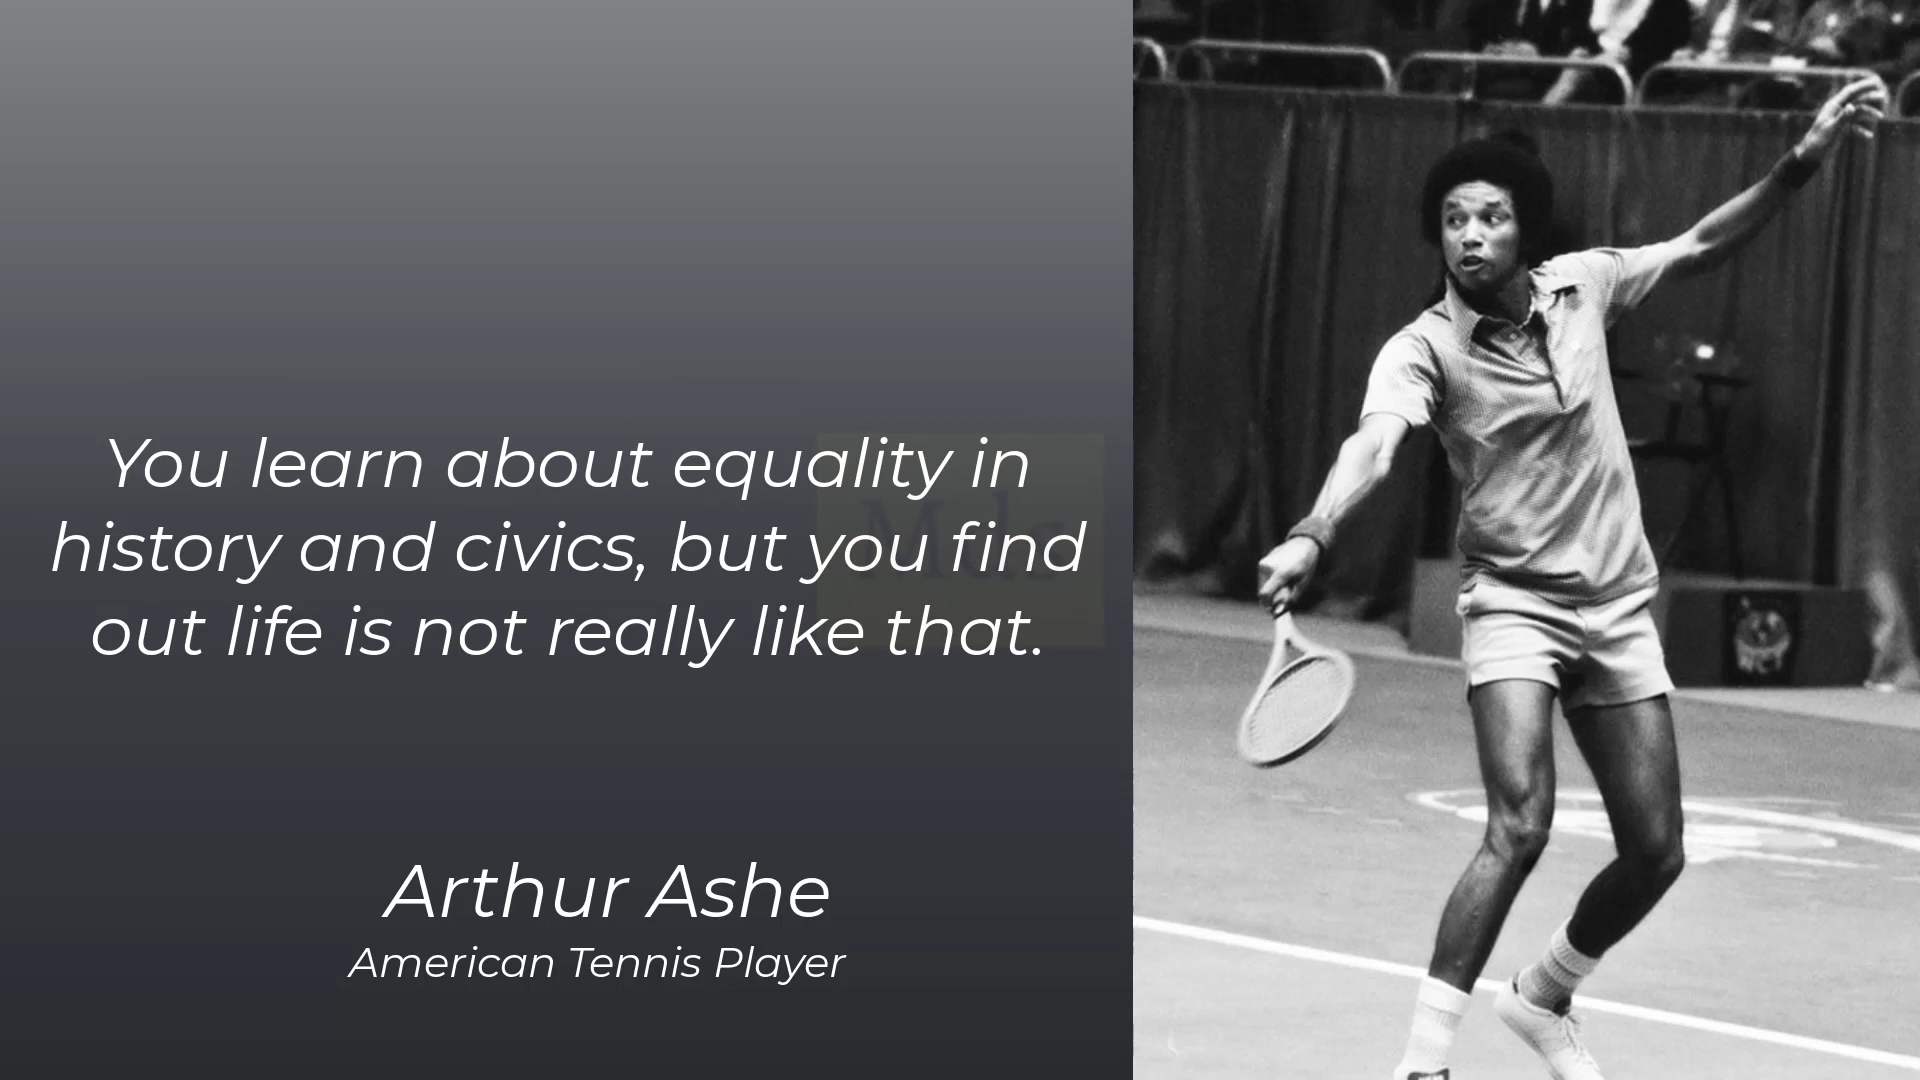 You learn about equality in
history and civics, but you find
out life is not really like that.
Mds
Arthur Ashe
American Tennis Player